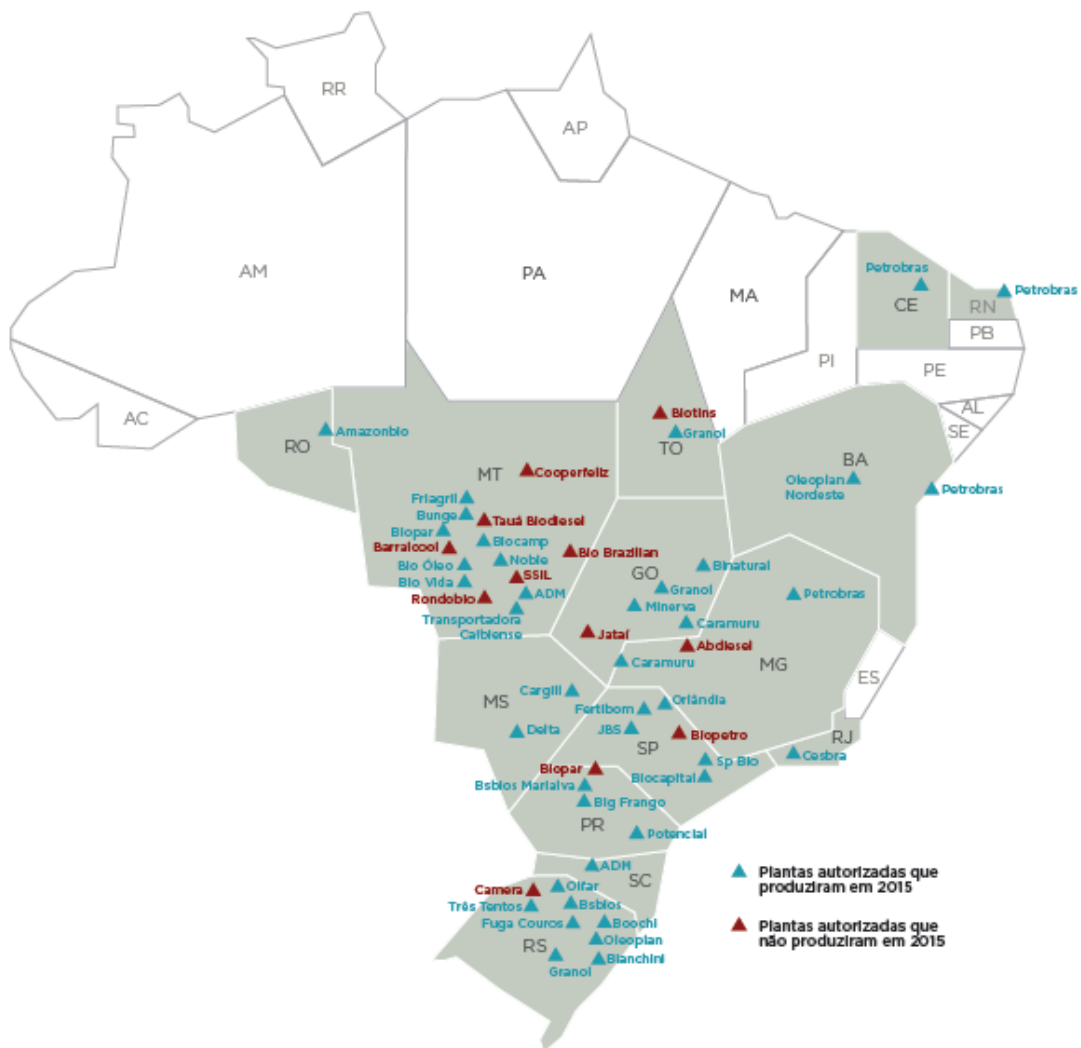 RR
AP
AM
PA
MA
Petrobras
CE
Petrobras
RN
PB
PI
PE
AL
SE
AC
RO
Amazonbio
Biotins
Granol
TO
BA
Oleoplan
Nordeste
Petrobras
MT
Cooperfeliz
Friagril
Bunge
Tauá Biodiesel
Biopar
Biocamp
Barralcool
Noble
Bio Brazilian
Bio Óleo
SSIL
Bio Vida
ADM
Rondobio
Transportadora
Caibiense
GO
Binatural
Granol
Minerva
Petrobras
Caramuru
Jataí
Abdiesel
Caramuru
MG
ES
MS
Cargill
Delta
Orlândia
Fertibom
JBS
SP
Biopetro
RJ
Cesbra
Sp Bio
Biocapital
Biopar
Bsbios Marialva
Big Frango
PR
Potencial
ADM
SC
Camera
Olfar
Três Tentos
Bsbios
Fuga Couros
Boochi
RS
Oleoplan
Granol
Bianchini
Plantas autorizadas que
produziram em 2015
Plantas autorizadas que
não produziram em 2015